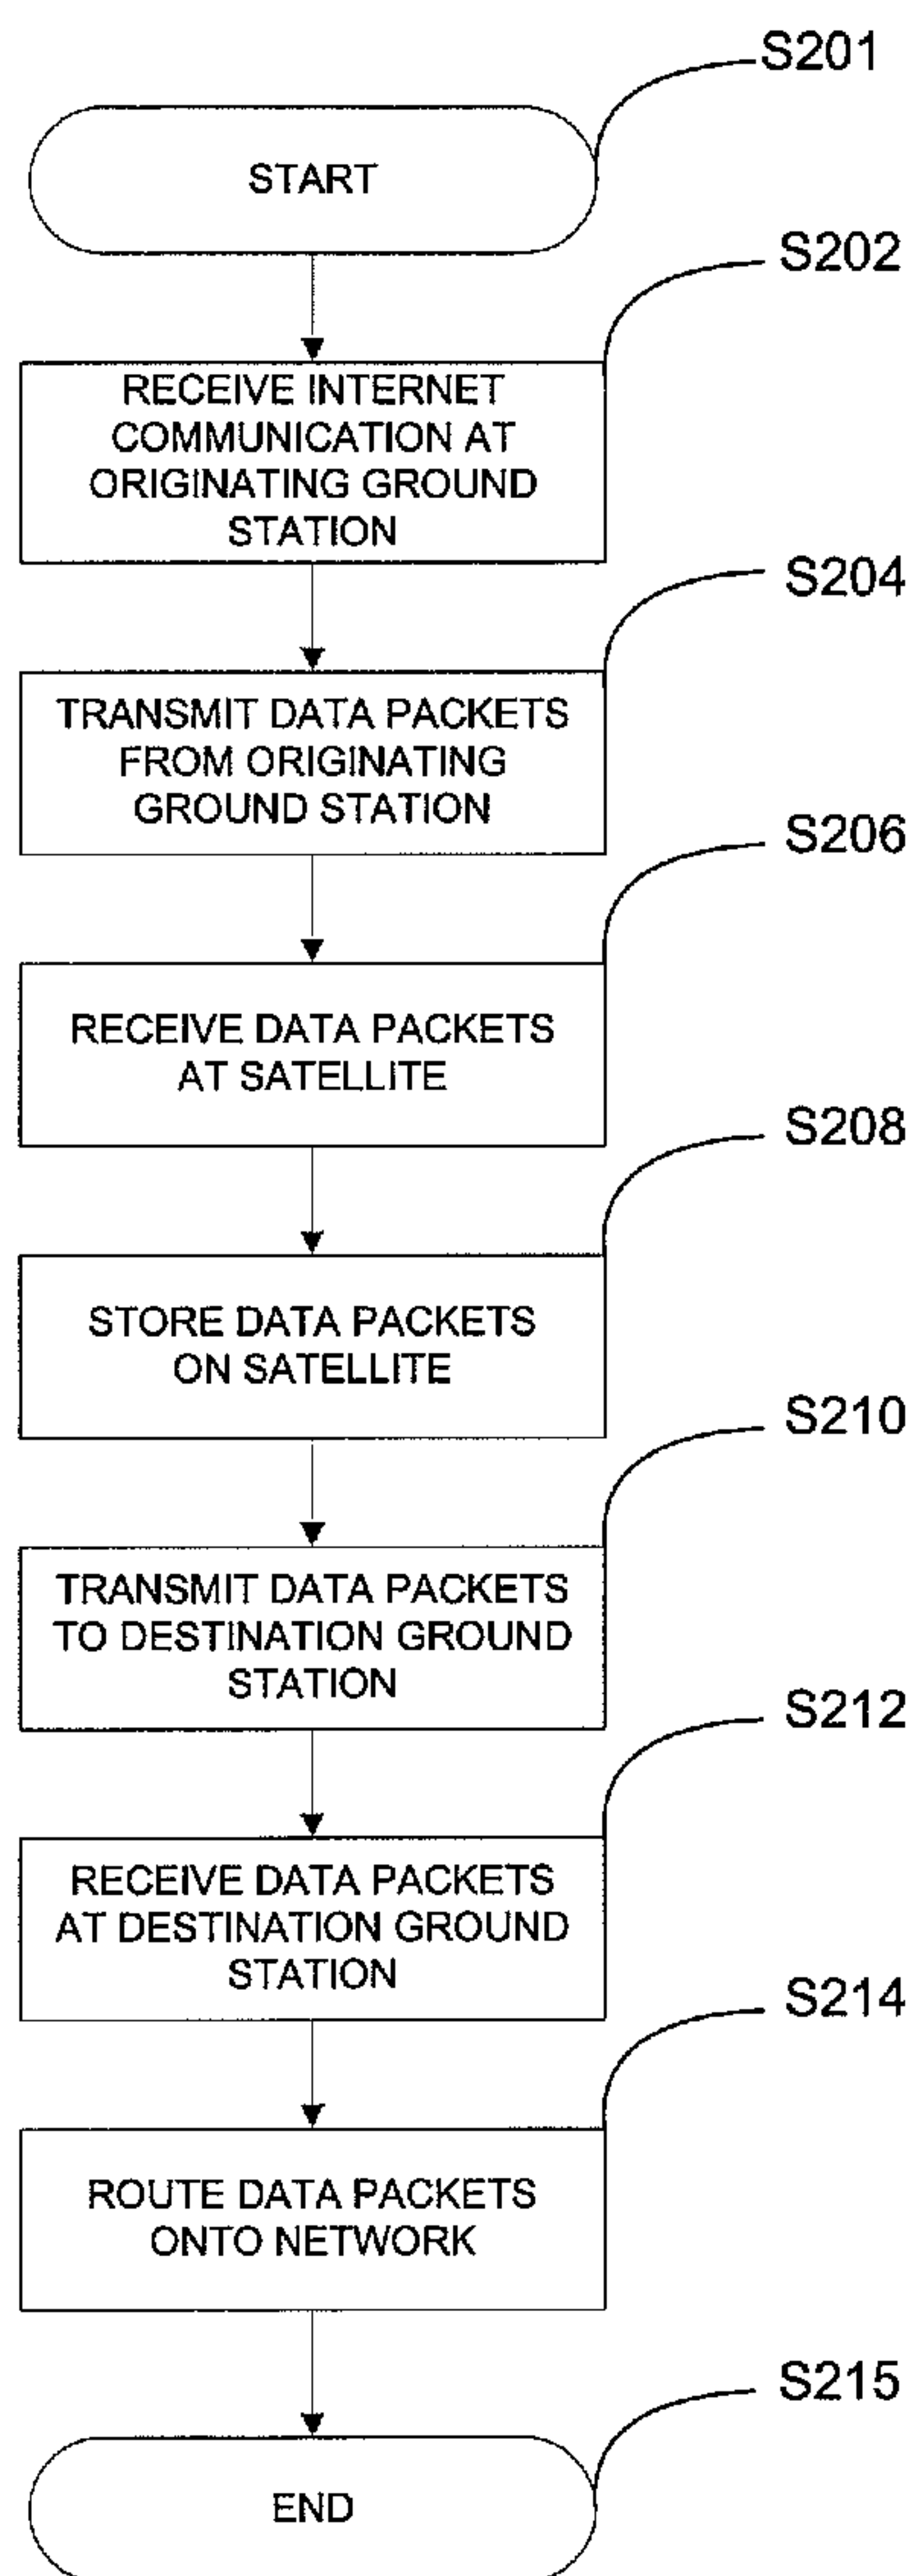 S201
START
S202
RECEIVE INTERNET
COMMUNICATION AT
ORIGINATING GROUND
STATION
S204
TRANSMIT DATA PACKETS
FROM ORIGINATING
GROUND STATION
S206
RECEIVE DATA PACKETS
AT SATELLITE
S208
STORE DATA PACKETS
ON SATELLITE
S210
TRANSMIT DATA PACKETS
TO DESTINATION GROUND
STATION
S212
RECEIVE DATA PACKETS
AT DESTINATION GROUND
STATION
S214
ROUTE DATA PACKETS
ONTO NETWORK
S215
END